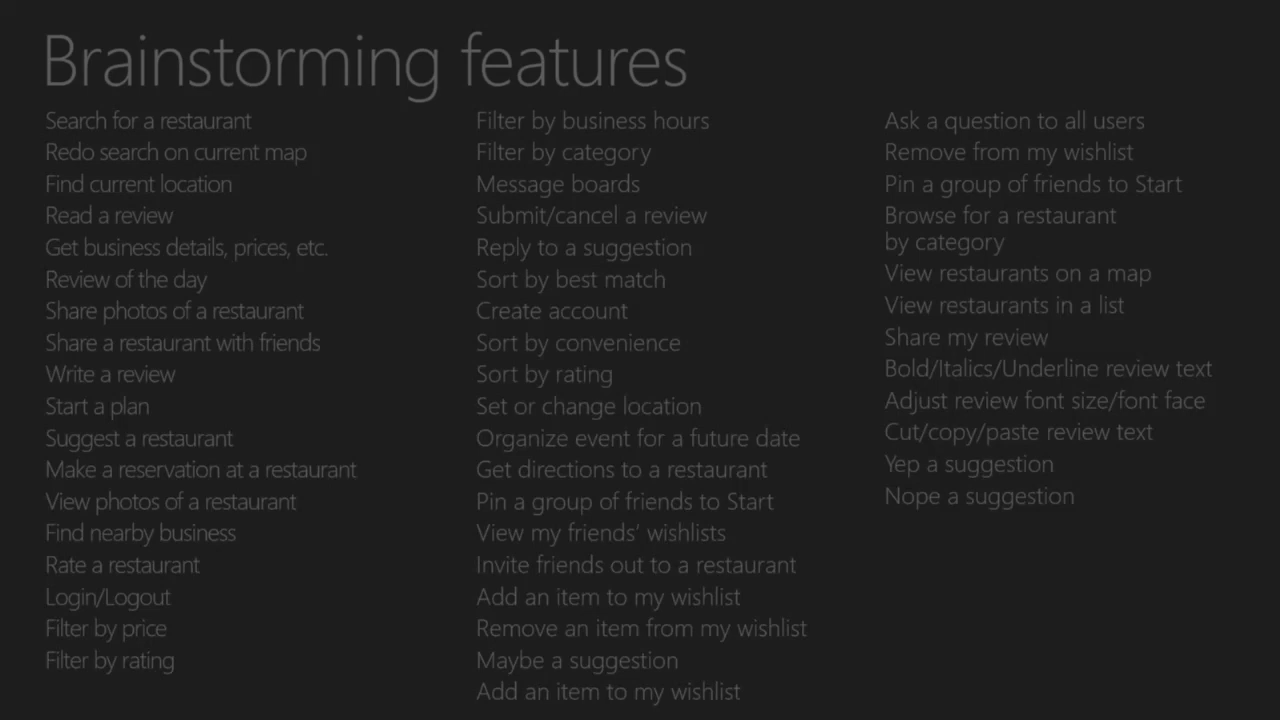 Brainstorming features
Search for a restaurant
Redo search on current map
Find current location
Read a review
Get business details, prices, etc.
Review of the day
Share photos of a restaurant
Share a restaurant with friends
Write a review
Start a plan
Suggest a restaurant
Make a reservation at a restaurant
View photos of a restaurant
Find nearby business
Rate a restaurant
Login/Logout
Filter by price
Filter by rating
Filter by business hours
Filter by category
Message boards
Submit/cancel a review
Reply to a suggestion
Sort by best match
Create account
Sort by convenience
Sort by rating
Set or change location
Organize event for a future date
Get directions to a restaurant
Pin a group of friends to Start
View my friends’ wishlists
Invite friends out to a restaurant
Add an item to my wishlist
Remove an item from my wishlist
Maybe a suggestion
Add an item to my wishlist
Ask a question to all users
Remove from my wishlist
Pin a group of friends to Start
Browse for a restaurant
by category
View restaurants on a map
View restaurants in a list
Share my review
Bold/Italics/Underline review text
Adjust review font size/font face
Cut/copy/paste review text
Yep a suggestion
Nope a suggestion